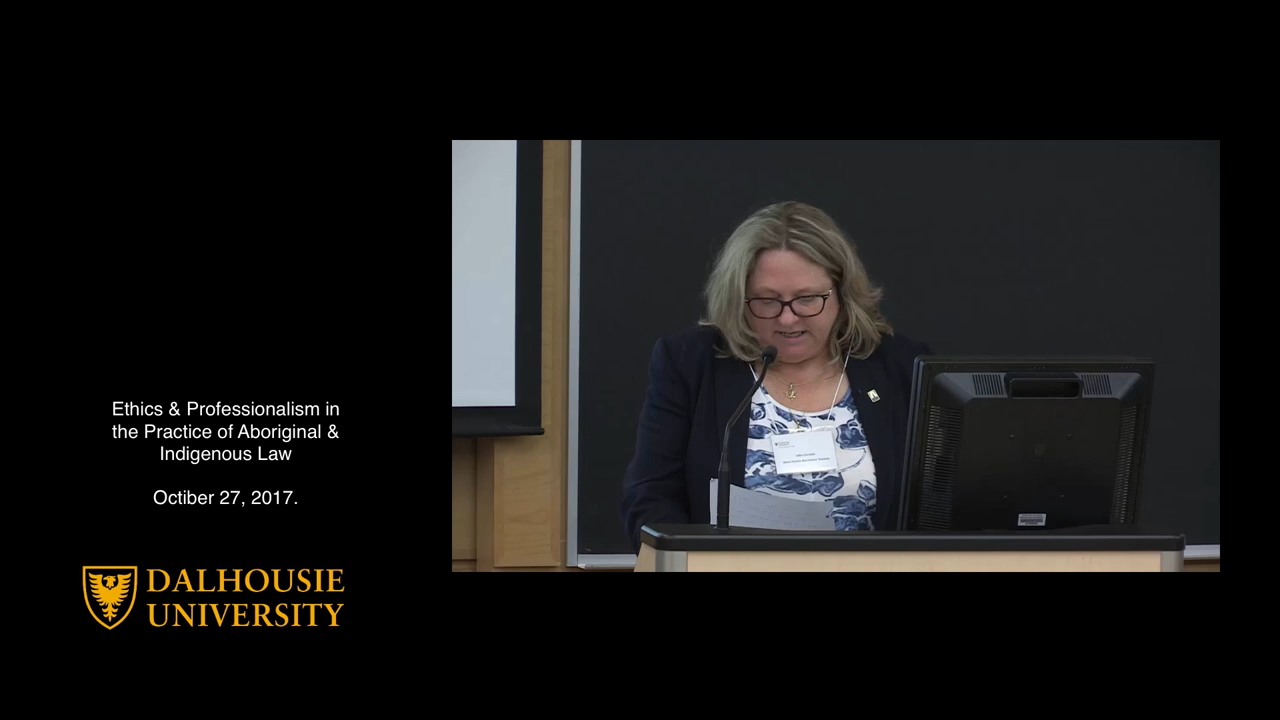 Ethics & Professionalism in
the Practice of Aboriginal &
Indigenous Law
Octiber 27, 2017.
DALHOUSIE
UNIVERSITY